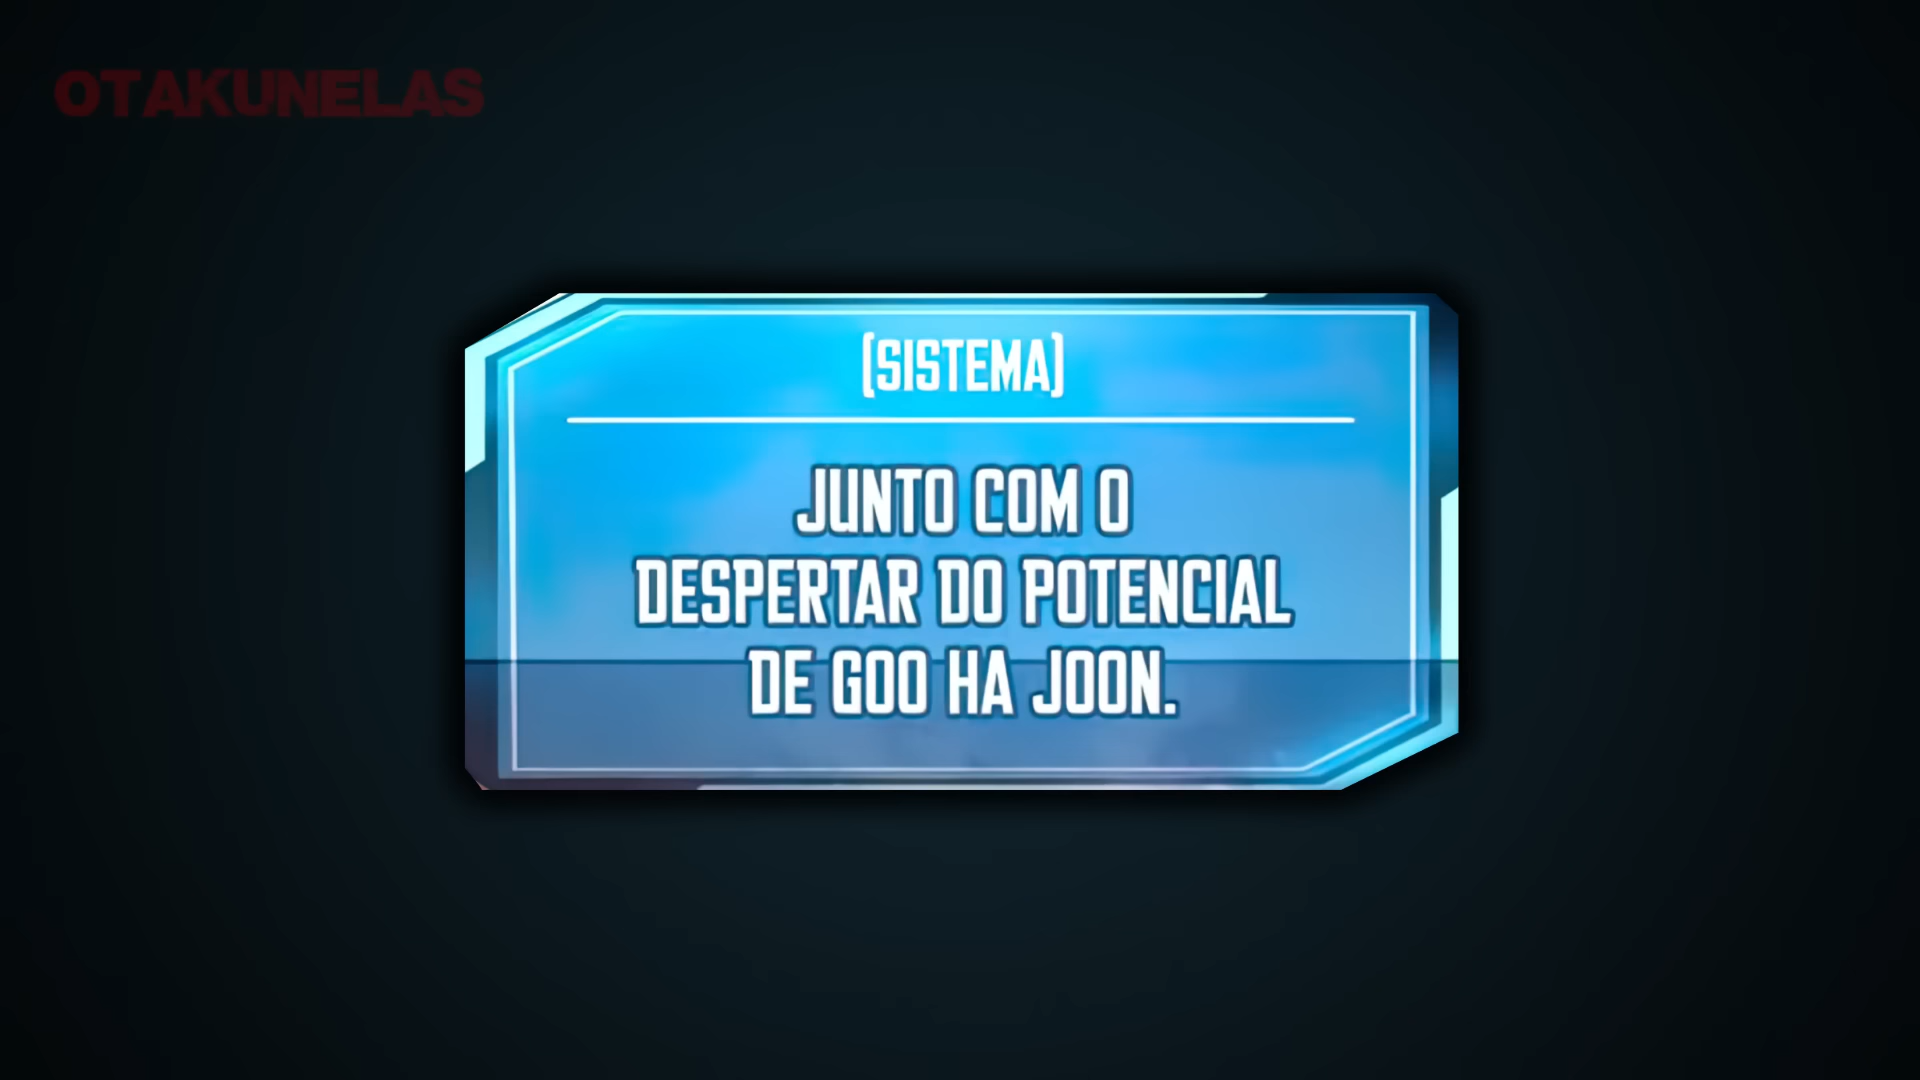 OTAKUNELAS
[SISTEMA]
JUNTO COM O
DESPERTAR DO POTENCIAL
DE GOO HA JOON.